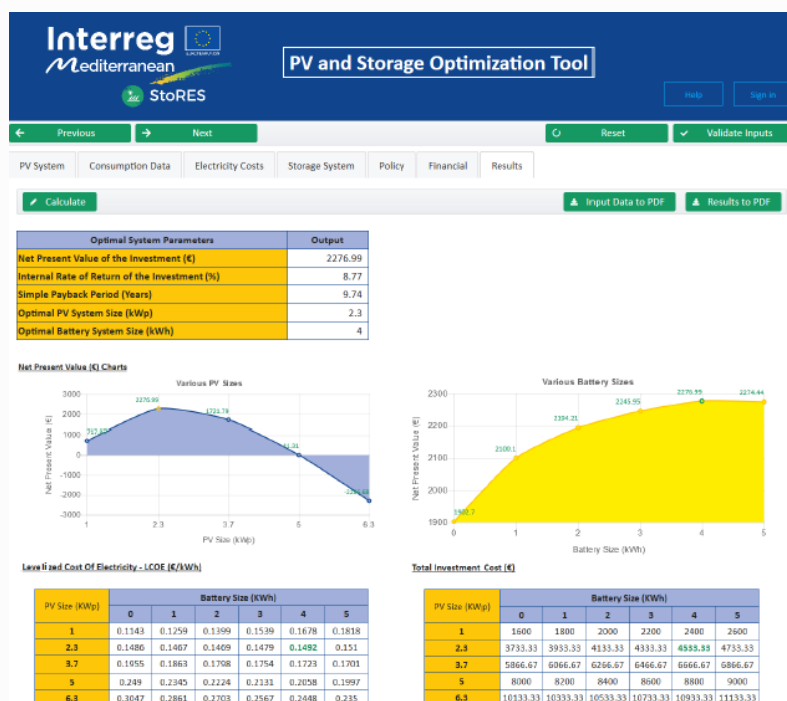 Interreg
Mediterranean
StoRES
PV and Storage Optimization Tool
Help
Sign in
Previous
Next
Reset
Validate Inputs
PV System
Consumption Data
Electricity Costs
Storage System
Policy
Financial
Results
Calculate
Input Data to PDF
Results to PDF
Optimal System Parameters Output
Net Present Value of the Investment (€) 2276.99
Internal Rate of Return of the Investment (%) 8.77
Simple Payback Period (Years) 9.74
Optimal PV System Size (kWp) 2.3
Optimal Battery System Size (kWh) 4
Net Present Value (€) Charts
Various PV Sizes
Net Present Value (€)
3000
2000
1000
0
-1000
-2000
-3000
2276.99
1723.79
1 2.3 3.7 5 6.3
PV Size (kWp)
Various Battery Sizes
Net Present Value (€)
2300
2200
2100
2000
1900
1902.7
2100.1
2194.21
2245.95
2276.99
2274.44
0 1 2 3 4 5
Battery Size (kWh)
Levelized Cost Of Electricity - LCOE (€/kWh)
PV Size (KWp) Battery Size (KWh)
0 1 2 3 4 5
1 0.1143 0.1259 0.1399 0.1539 0.1678 0.1818
2.3 0.1486 0.1467 0.1469 0.1479 0.1492 0.151
3.7 0.1955 0.1863 0.1798 0.1754 0.1723 0.1701
5 0.249 0.2345 0.2224 0.2131 0.2058 0.1997
6.3 0.3047 0.2861 0.2703 0.2567 0.2448 0.235
Total Investment Cost (€)
PV Size (KWp) Battery Size (KWh)
0 1 2 3 4 5
1 1600 1800 2000 2200 2400 2600
2.3 3733.33 3933.33 4133.33 4333.33 4533.33 4733.33
3.7 5866.67 6066.67 6266.67 6466.67 6666.67 6866.67
5 8000 8200 8400 8600 8800 9000
6.3 10133.33 10333.33 10533.33 10733.33 10933.33 11133.33